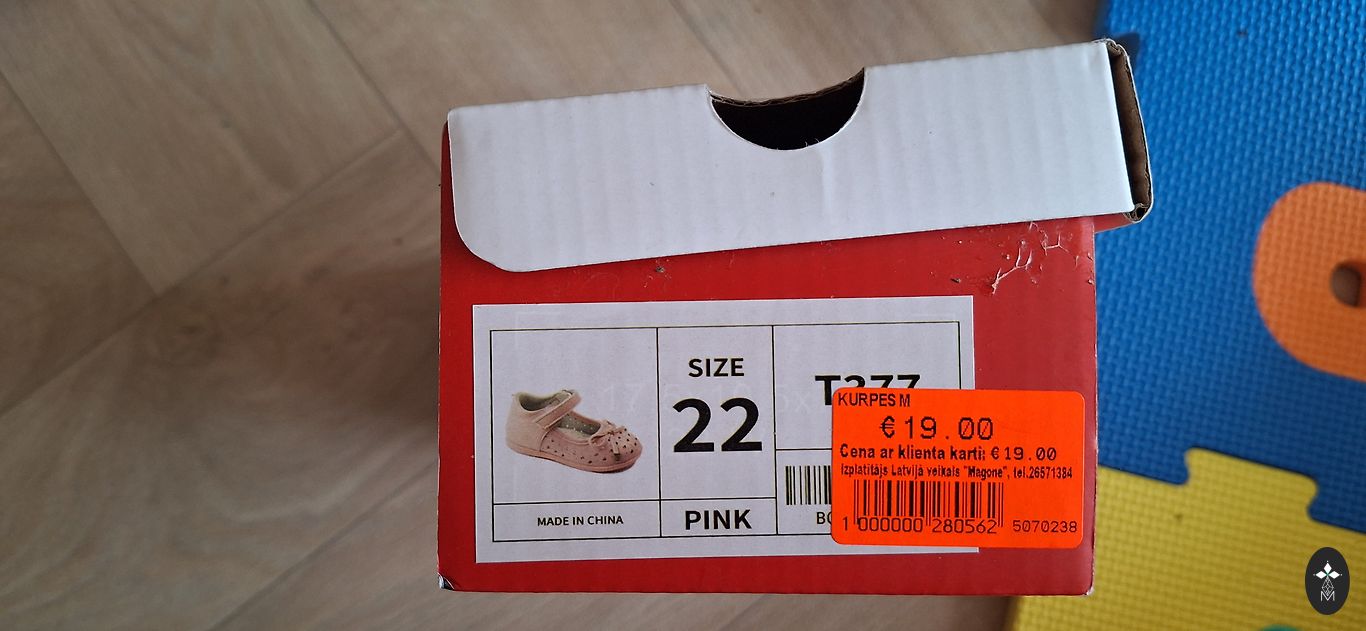 SIZE
22
T377
MADE IN CHINA
PINK
KURPES M
€19.00
Cena ar klienta karti: €19.00
Izplatītājs Latvijā veikals "Magone", tel.26571384
1 000000 280562 5070238
M